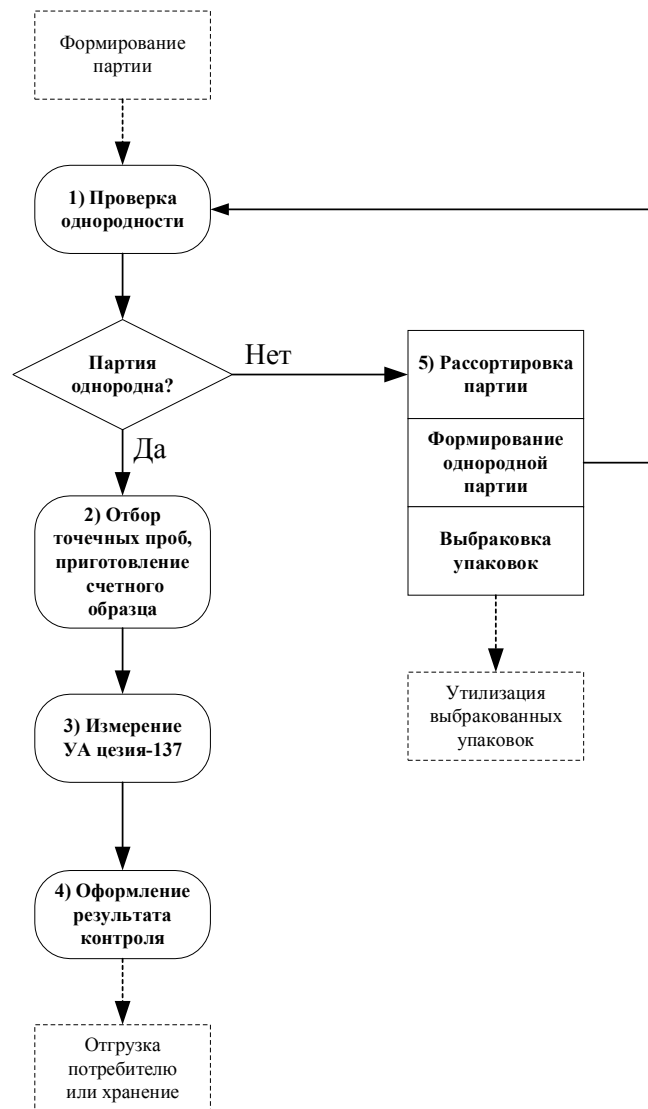 Формирование
партии
1) Проверка
однородности
Партия
однородна?
Нет
Да
5) Рассортировка
партии
Формирование
однородной
партии
Выбраковка
упаковок
2) Отбор
точечных проб,
приготовление
счетного
образца
Утилизация
выбракованных
упаковок
3) Измерение
УА цезия-137
4) Оформление
результата
контроля
Отгрузка
потребителю
или хранение